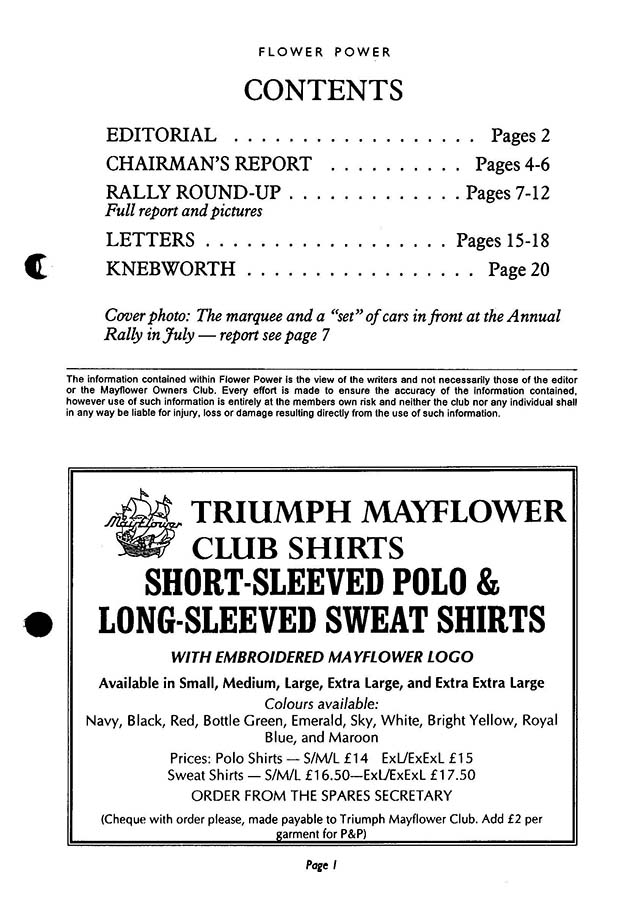 FLOWER POWER
CONTENTS
EDITORIAL . . . . . . . . . . . . . . . . . . Pages 2
CHAIRMAN'S REPORT . . . . . . . . . . Pages 4-6
RALLY ROUND-UP . . . . . . . . . . . . . Pages 7-12
Full report and pictures
LETTERS . . . . . . . . . . . . . . . . . . Pages 15-18
KNEBWORTH . . . . . . . . . . . . . . . . . Page 20
Cover photo: The marquee and a "set" of cars in front at the Annual
Rally in July — report see page 7
The information contained within Flower Power is the view of the writers and not necessarily those of the editor
or the Mayflower Owners Club. Every effort is made to ensure the accuracy of the information contained,
however use of such information is entirely at the members own risk and neither the club nor any individual shall
in any way be liable for injury, loss or damage resulting directly from the use of such information.
Mayflower
TRIUMPH MAYFLOWER
CLUB SHIRTS
SHORT-SLEEVED POLO &
LONG-SLEEVED SWEAT SHIRTS
WITH EMBROIDERED MAYFLOWER LOGO
Available in Small, Medium, Large, Extra Large, and Extra Extra Large
Colours available:
Navy, Black, Red, Bottle Green, Emerald, Sky, White, Bright Yellow, Royal
Blue, and Maroon
Prices: Polo Shirts — S/M/L £14 ExL/ExExL £15
Sweat Shirts — S/M/L £16.50—ExL/ExExL £17.50
ORDER FROM THE SPARES SECRETARY
(Cheque with order please, made payable to Triumph Mayflower Club. Add £2 per
garment for P&P)
Page 1